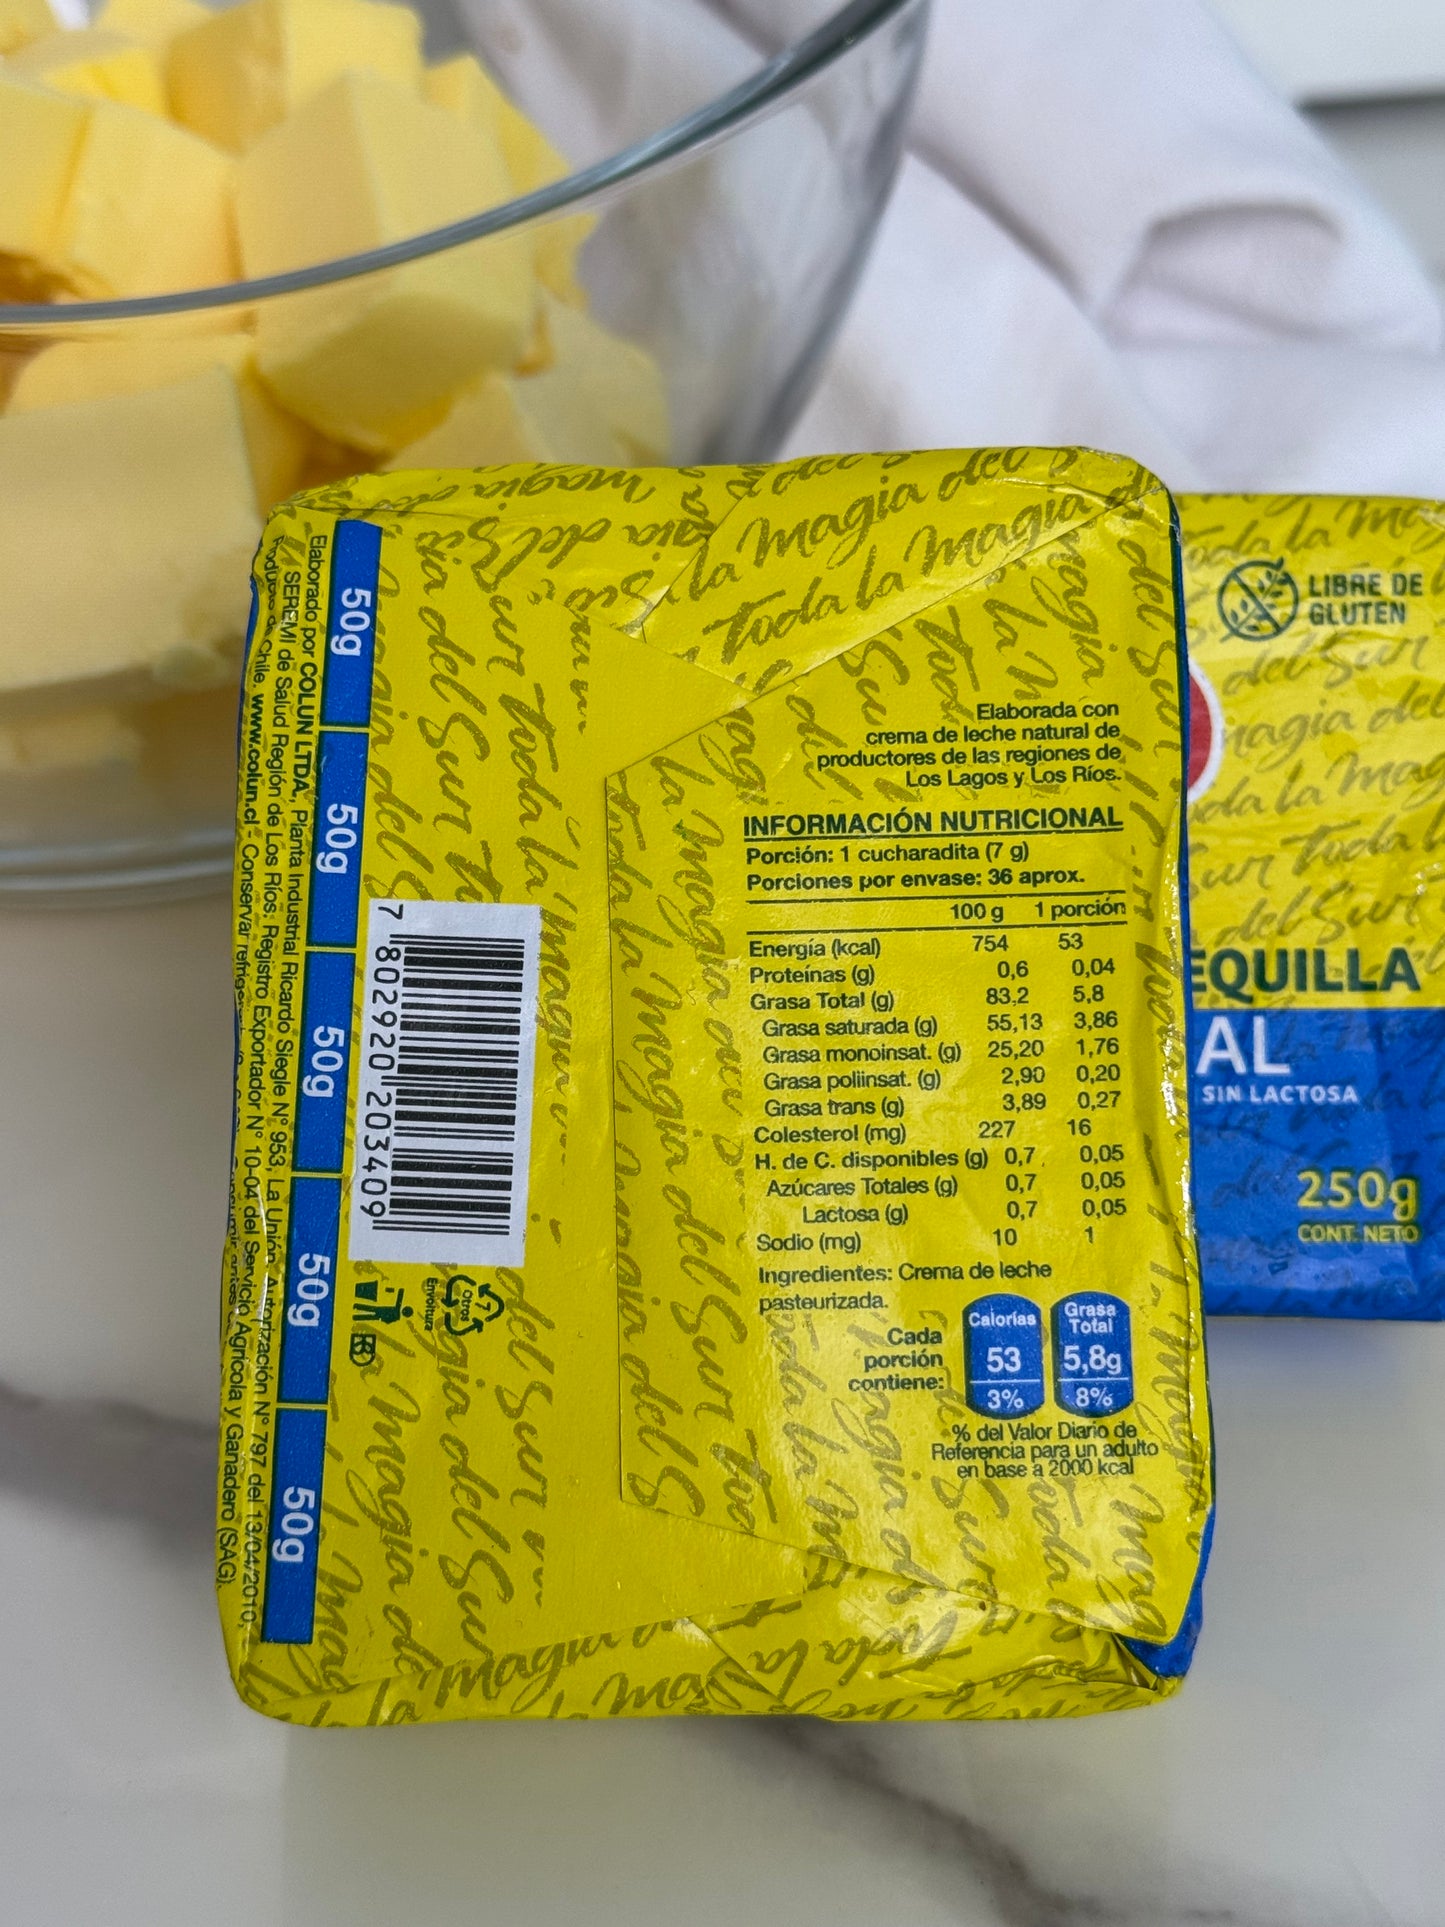 50g
50g
50g
50g
50g
Elaborado por COLUN LTDA, Planta Industrial Ricardo Siegle N° 953, La Unión. Autorización N° 797 del 13/04/2010,
SEREMI de Salud Región de Los Ríos. Registro Exportador N° 10-04 del Servicio Agrícola y Ganadero (SAG).
Chile. www.colun.cl - Conservar
7 802920 203409
Otros
Envoltura
Elaborada con
crema de leche natural de
productores de las regiones de
Los Lagos y Los Ríos.
INFORMACIÓN NUTRICIONAL
Porción: 1 cucharadita (7 g)
Porciones por envase: 36 aprox.
100 g 1 porción
Energía (kcal) 754 53
Proteínas (g) 0,6 0,04
Grasa Total (g) 83,2 5,8
Grasa saturada (g) 55,13 3,86
Grasa monoinsat. (g) 25,20 1,76
Grasa poliinsat. (g) 2,90 0,20
Grasa trans (g) 3,89 0,27
Colesterol (mg) 227 16
H. de C. disponibles (g) 0,7 0,05
Azúcares Totales (g) 0,7 0,05
Lactosa (g) 0,7 0,05
Sodio (mg) 10 1
Ingredientes: Crema de leche
pasteurizada.
Cada
porción
contiene:
Calorías
53
3%
Grasa
Total
5,8g
8%
% del Valor Diario de
Referencia para un adulto
en base a 2000 kcal
Toda la Magia del Sur
LIBRE DE
GLUTEN
EQUILLA
AL
SIN LACTOSA
250g
CONT. NETO